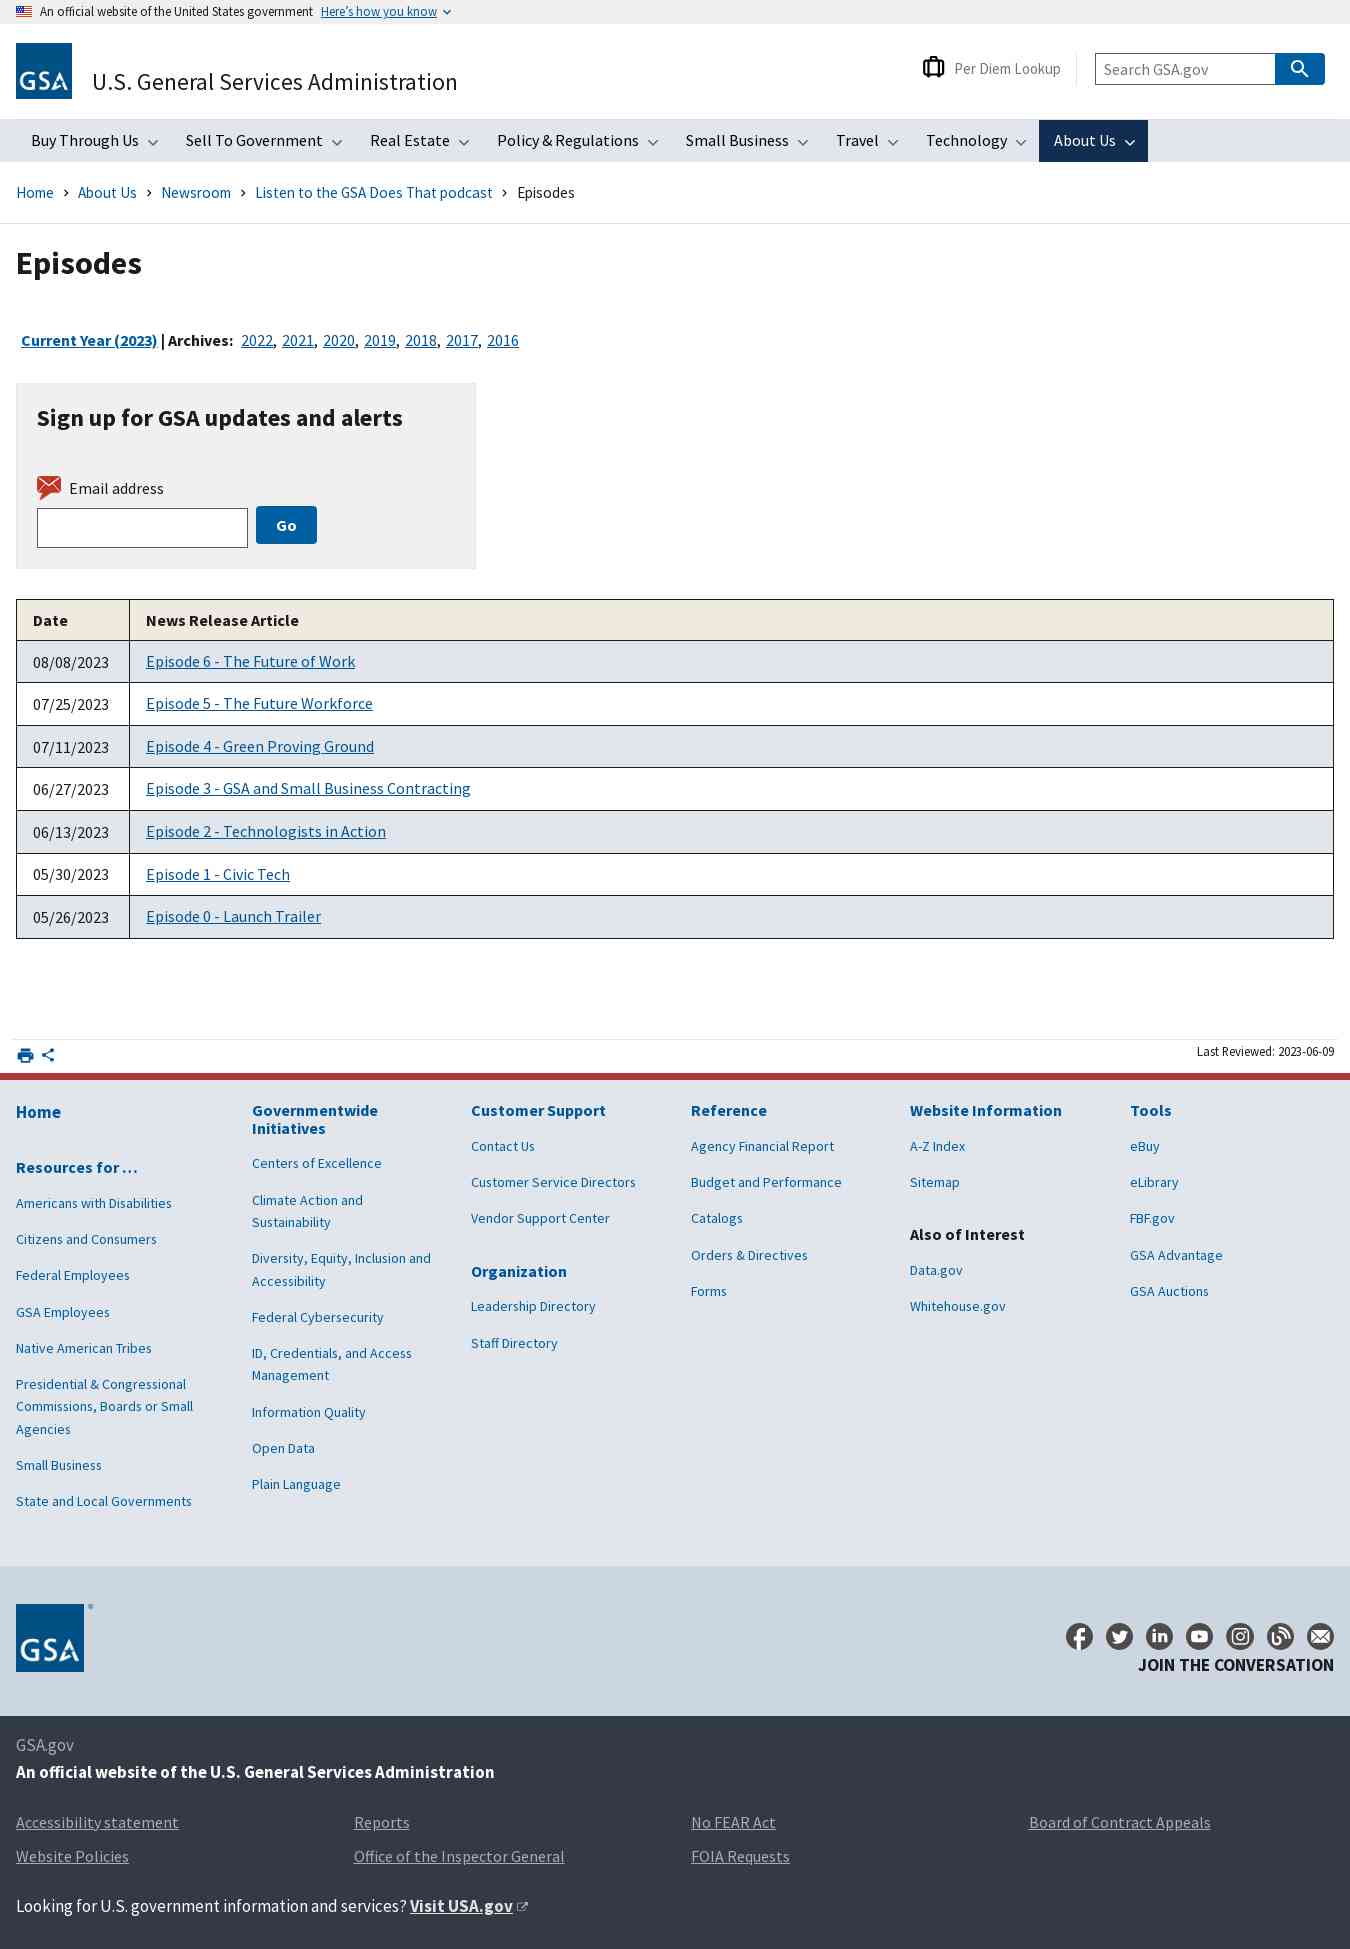 An official website of the United States government Here's how you know
GSA
U.S. General Services Administration
Per Diem Lookup
Search GSA.gov
Buy Through Us Sell To Government Real Estate Policy & Regulations Small Business Travel Technology About Us
Home > About Us > Newsroom > Listen to the GSA Does That podcast > Episodes
Episodes
Current Year (2023) | Archives: 2022, 2021, 2020, 2019, 2018, 2017, 2016
Sign up for GSA updates and alerts
Email address
Go
Date News Release Article
08/08/2023 Episode 6 - The Future of Work
07/25/2023 Episode 5 - The Future Workforce
07/11/2023 Episode 4 - Green Proving Ground
06/27/2023 Episode 3 - GSA and Small Business Contracting
06/13/2023 Episode 2 - Technologists in Action
05/30/2023 Episode 1 - Civic Tech
05/26/2023 Episode 0 - Launch Trailer
Last Reviewed: 2023-06-09
Home
Resources for …
Americans with Disabilities
Citizens and Consumers
Federal Employees
GSA Employees
Native American Tribes
Presidential & Congressional
Commissions, Boards or Small
Agencies
Small Business
State and Local Governments
Governmentwide
Initiatives
Centers of Excellence
Climate Action and
Sustainability
Diversity, Equity, Inclusion and
Accessibility
Federal Cybersecurity
ID, Credentials, and Access
Management
Information Quality
Open Data
Plain Language
Customer Support
Contact Us
Customer Service Directors
Vendor Support Center
Organization
Leadership Directory
Staff Directory
Reference
Agency Financial Report
Budget and Performance
Catalogs
Orders & Directives
Forms
Website Information
A-Z Index
Sitemap
Also of Interest
Data.gov
Whitehouse.gov
Tools
eBuy
eLibrary
FBF.gov
GSA Advantage
GSA Auctions
GSA
JOIN THE CONVERSATION
GSA.gov
An official website of the U.S. General Services Administration
Accessibility statement Reports No FEAR Act Board of Contract Appeals
Website Policies Office of the Inspector General FOIA Requests
Looking for U.S. government information and services? Visit USA.gov